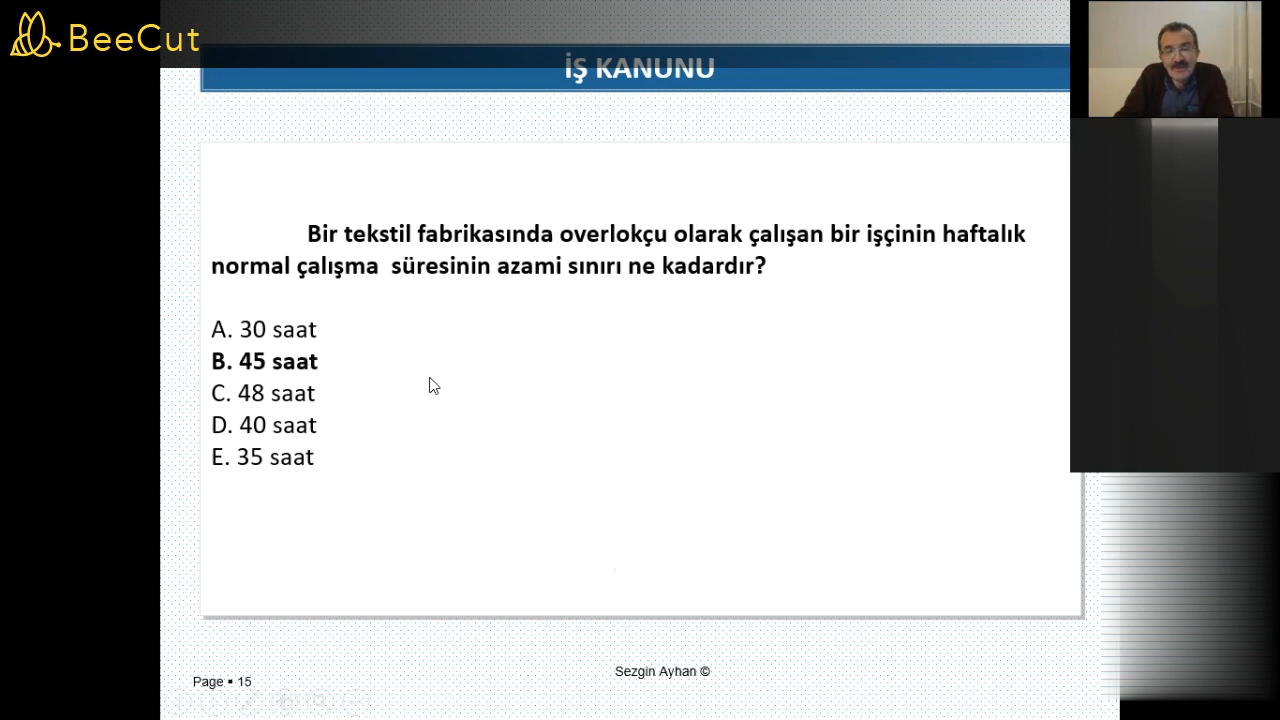 BeeCut
İŞ KANUNU
Bir tekstil fabrikasında overlokçu olarak çalışan bir işçinin haftalık
normal çalışma süresinin azami sınırı ne kadardır?
A. 30 saat
B. 45 saat
C. 48 saat
D. 40 saat
E. 35 saat
Sezgin Ayhan ©
Page ▪ 15